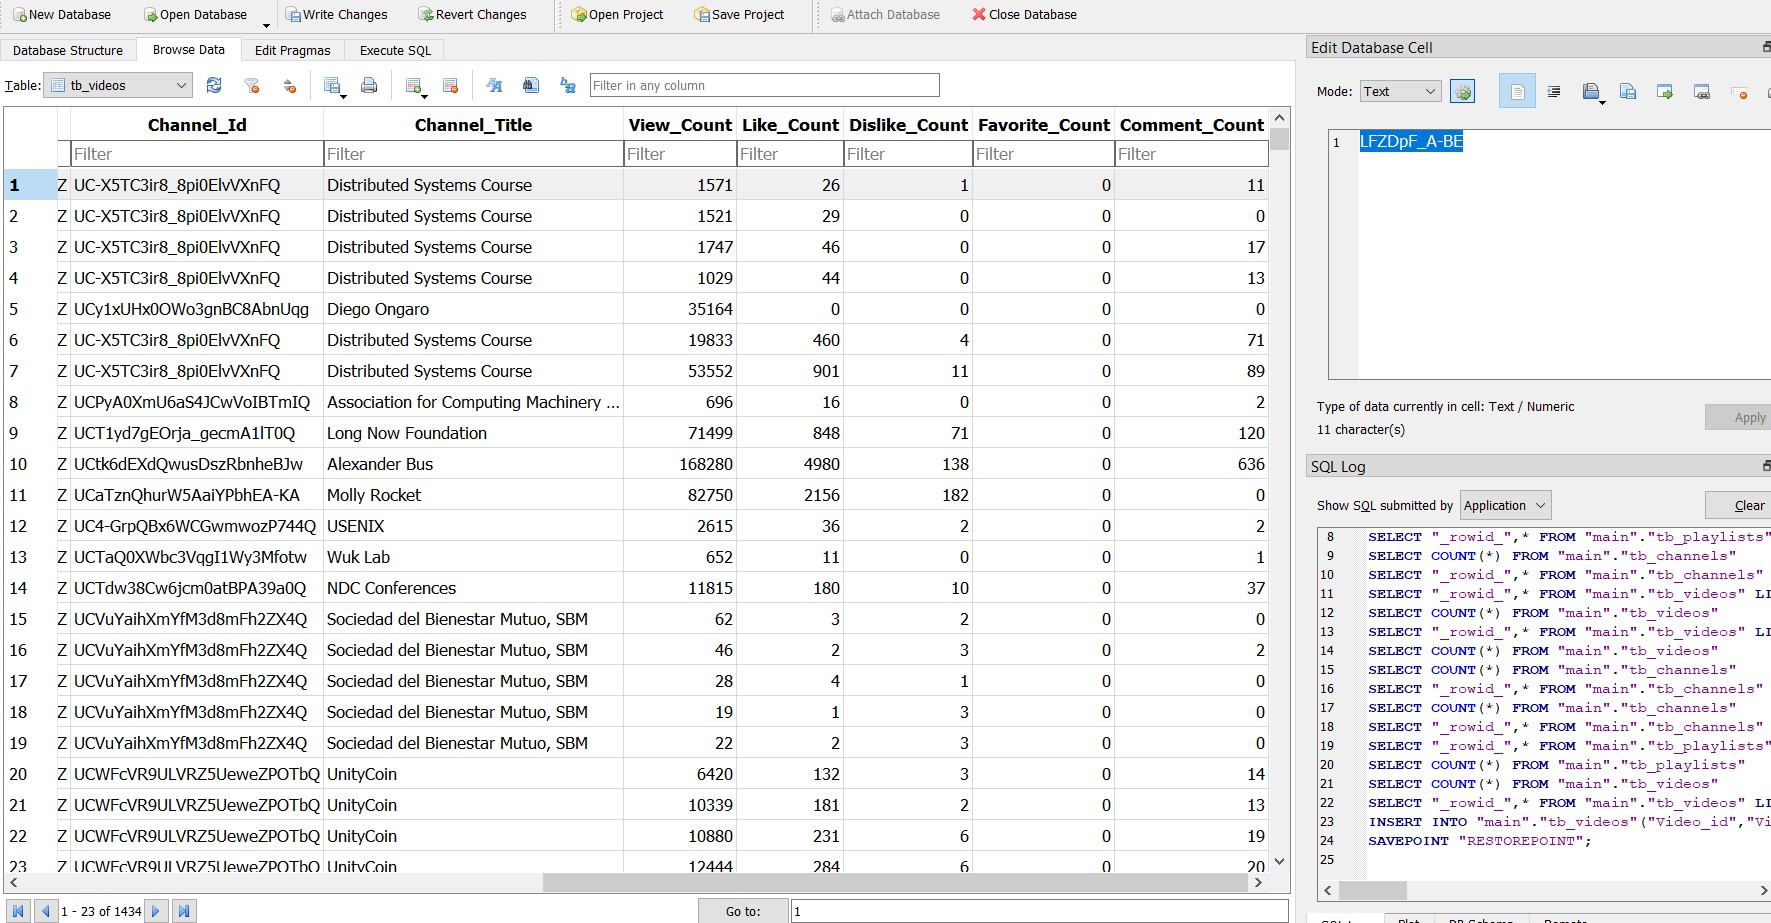 New Database Open Database Write Changes Revert Changes Open Project Save Project Attach Database Close Database
Database Structure Browse Data Edit Pragmas Execute SQL
Table: tb_videos Filter in any column
Channel_Id Channel_Title View_Count Like_Count Dislike_Count Favorite_Count Comment_Count
Filter Filter Filter Filter Filter Filter Filter
1 Z UC-X5TC3ir8_8pi0ElvVXnFQ Distributed Systems Course 1571 26 1 0 11
2 Z UC-X5TC3ir8_8pi0ElvVXnFQ Distributed Systems Course 1521 29 0 0 0
3 Z UC-X5TC3ir8_8pi0ElvVXnFQ Distributed Systems Course 1747 46 0 0 17
4 Z UC-X5TC3ir8_8pi0ElvVXnFQ Distributed Systems Course 1029 44 0 0 13
5 Z UCy1xUHx0OWo3gnBC8AbnUqg Diego Ongaro 35164 0 0 0 0
6 Z UC-X5TC3ir8_8pi0ElvVXnFQ Distributed Systems Course 19833 460 4 0 71
7 Z UC-X5TC3ir8_8pi0ElvVXnFQ Distributed Systems Course 53552 901 11 0 89
8 Z UCPyA0XmU6aS4JCwVoIBTmIQ Association for Computing Machinery ... 696 16 0 0 2
9 Z UCT1yd7gEOrja_gecmA1lT0Q Long Now Foundation 71499 848 71 0 120
10 Z UCtk6dEXdQwusDszRbnheBJw Alexander Bus 168280 4980 138 0 636
11 Z UCaTznQhurW5AaiYPbhEA-KA Molly Rocket 82750 2156 182 0 0
12 Z UC4-GrpQBx6WCGwmwozP744Q USENIX 2615 36 2 0 2
13 Z UCTaQ0XWbc3VqgI1Wy3Mfotw Wuk Lab 652 11 0 0 1
14 Z UCTdw38Cw6jcm0atBPA39a0Q NDC Conferences 11815 180 10 0 37
15 Z UCVuYaihXmYfM3d8mFh2ZX4Q Sociedad del Bienestar Mutuo, SBM 62 3 2 0 0
16 Z UCVuYaihXmYfM3d8mFh2ZX4Q Sociedad del Bienestar Mutuo, SBM 46 2 3 0 2
17 Z UCVuYaihXmYfM3d8mFh2ZX4Q Sociedad del Bienestar Mutuo, SBM 28 4 1 0 0
18 Z UCVuYaihXmYfM3d8mFh2ZX4Q Sociedad del Bienestar Mutuo, SBM 19 1 3 0 0
19 Z UCVuYaihXmYfM3d8mFh2ZX4Q Sociedad del Bienestar Mutuo, SBM 22 2 3 0 0
20 Z UCWFcVR9ULVRZ5UeweZPOTbQ UnityCoin 6420 132 3 0 14
21 Z UCWFcVR9ULVRZ5UeweZPOTbQ UnityCoin 10339 181 2 0 13
22 Z UCWFcVR9ULVRZ5UeweZPOTbQ UnityCoin 10880 231 6 0 19
23 Z UCWFcVR9ULVRZ5UeweZPOTbQ UnityCoin 12444 284 6 0 20
1 - 23 of 1434 Go to: 1
Edit Database Cell
Mode: Text
1 LFZDpF_A-BE
Type of data currently in cell: Text / Numeric
11 character(s)
Apply
SQL Log
Show SQL submitted by Application Clear
8 SELECT "_rowid_",* FROM "main"."tb_playlists"
9 SELECT COUNT(*) FROM "main"."tb_channels"
10 SELECT "_rowid_",* FROM "main"."tb_channels"
11 SELECT "_rowid_",* FROM "main"."tb_videos" LI
12 SELECT COUNT(*) FROM "main"."tb_videos"
13 SELECT "_rowid_",* FROM "main"."tb_videos" LI
14 SELECT COUNT(*) FROM "main"."tb_videos"
15 SELECT COUNT(*) FROM "main"."tb_channels"
16 SELECT "_rowid_",* FROM "main"."tb_channels"
17 SELECT COUNT(*) FROM "main"."tb_channels"
18 SELECT "_rowid_",* FROM "main"."tb_channels"
19 SELECT "_rowid_",* FROM "main"."tb_playlists"
20 SELECT COUNT(*) FROM "main"."tb_playlists"
21 SELECT COUNT(*) FROM "main"."tb_videos"
22 SELECT "_rowid_",* FROM "main"."tb_videos" LI
23 INSERT INTO "main"."tb_videos"("Video_id","Vi
24 SAVEPOINT "RESTOREPOINT";
25
Plot DB Schema Remote